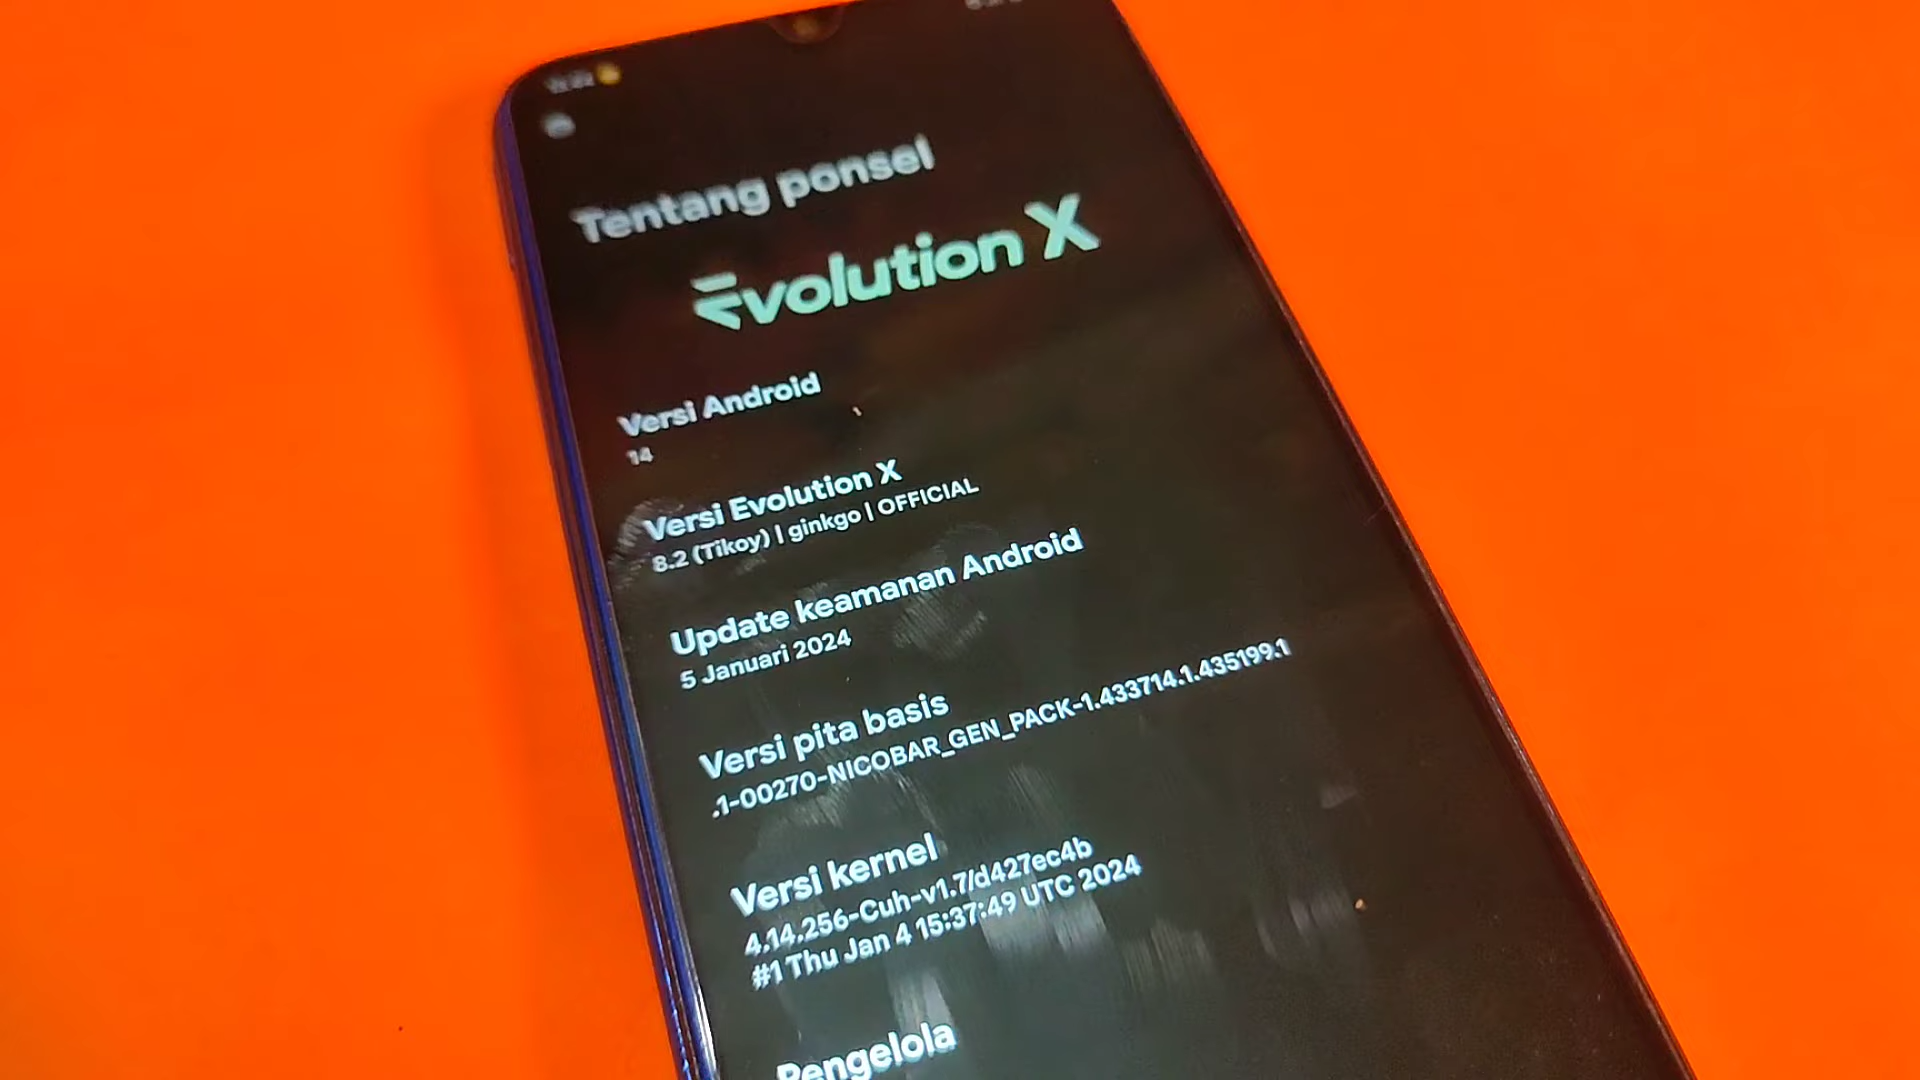 Tentang ponsel
Evolution X
Versi Android
14
Versi Evolution X
8.2 (Tikoy) | ginkgo | OFFICIAL
Update keamanan Android
5 Januari 2024
Versi pita basis
.1-00270-NICOBAR_GEN_PACK-1.433714.1.435199.1
Versi kernel
4.14.256-Cuh-v1.7/d427ec4b
#1 Thu Jan 4 15:37:49 UTC 2024
Pengelola